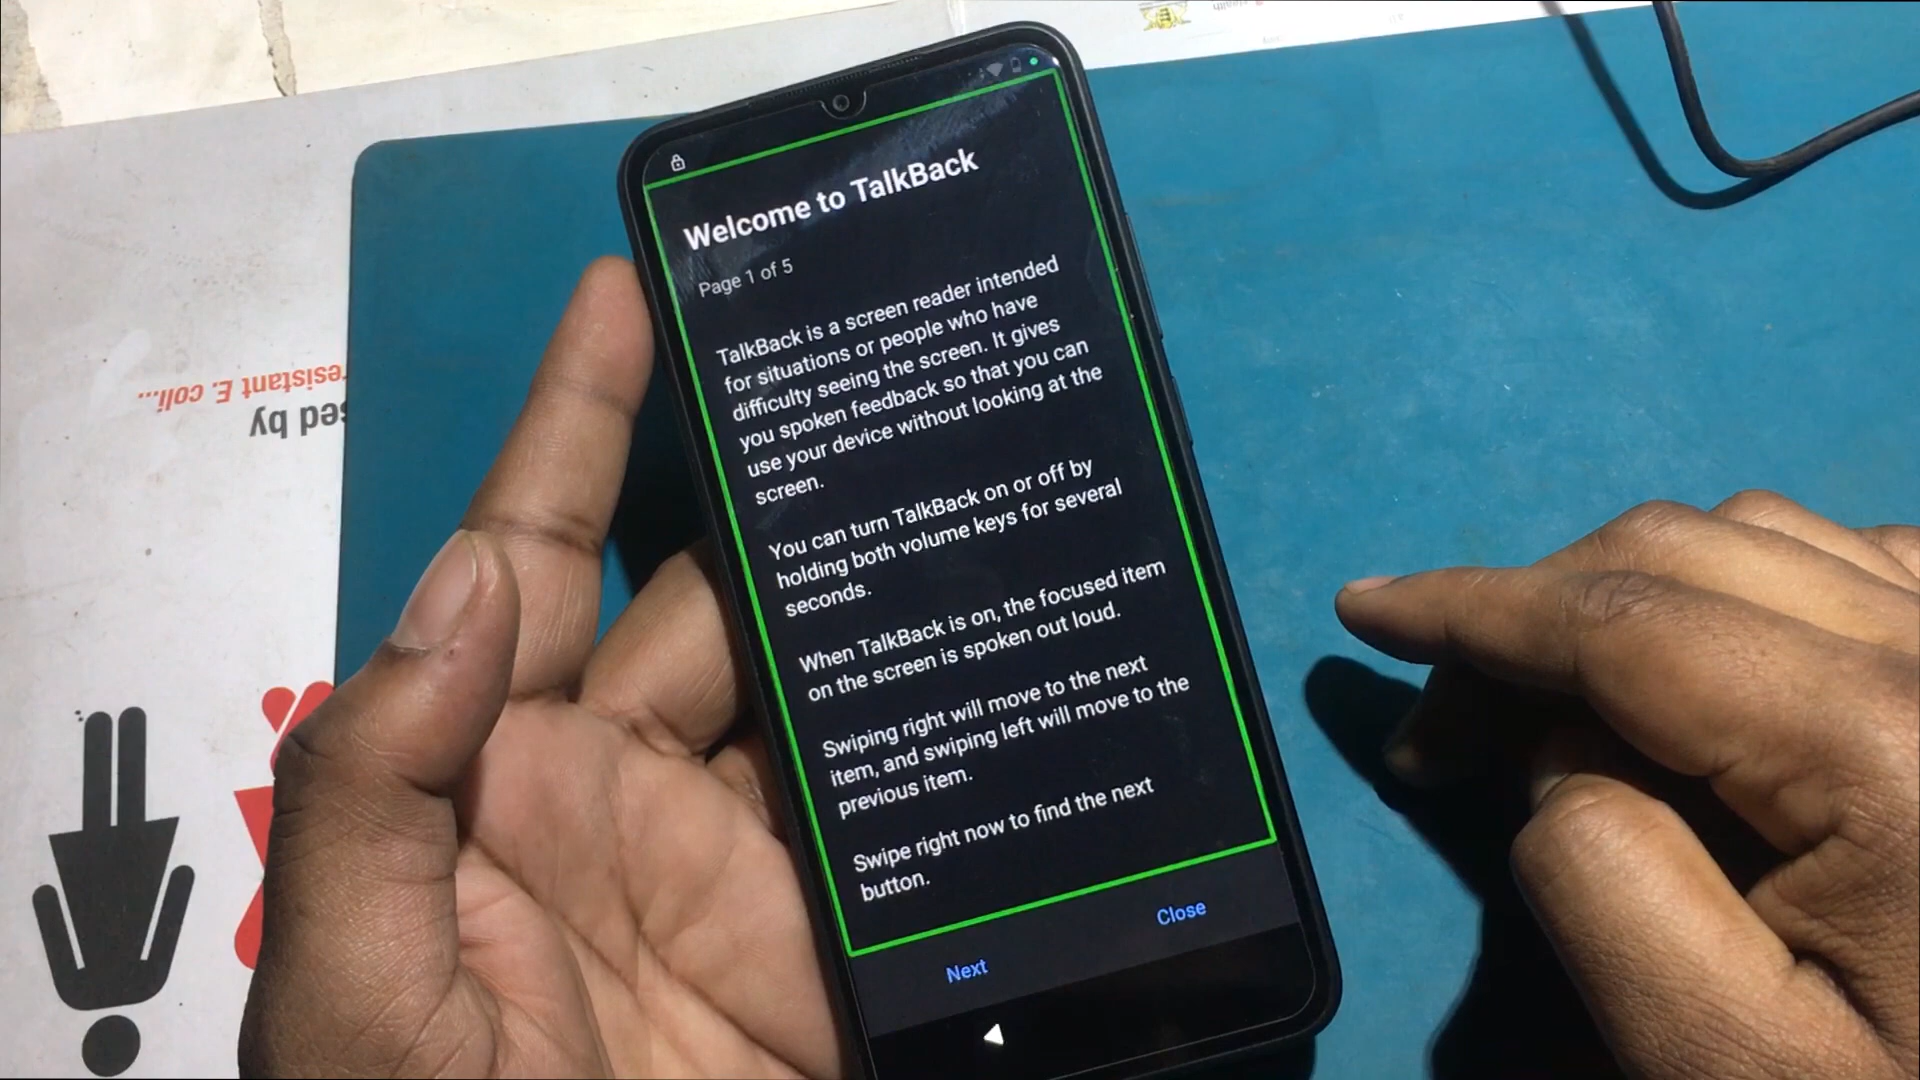 Welcome to TalkBack
Page 1 of 5
TalkBack is a screen reader intended
for situations or people who have
difficulty seeing the screen. It gives
you spoken feedback so that you can
use your device without looking at the
screen.
You can turn TalkBack on or off by
holding both volume keys for several
seconds.
When TalkBack is on, the focused item
on the screen is spoken out loud.
Swiping right will move to the next
item, and swiping left will move to the
previous item.
Swipe right now to find the next
button.
Next
Close
esistant E. coli...
sed by